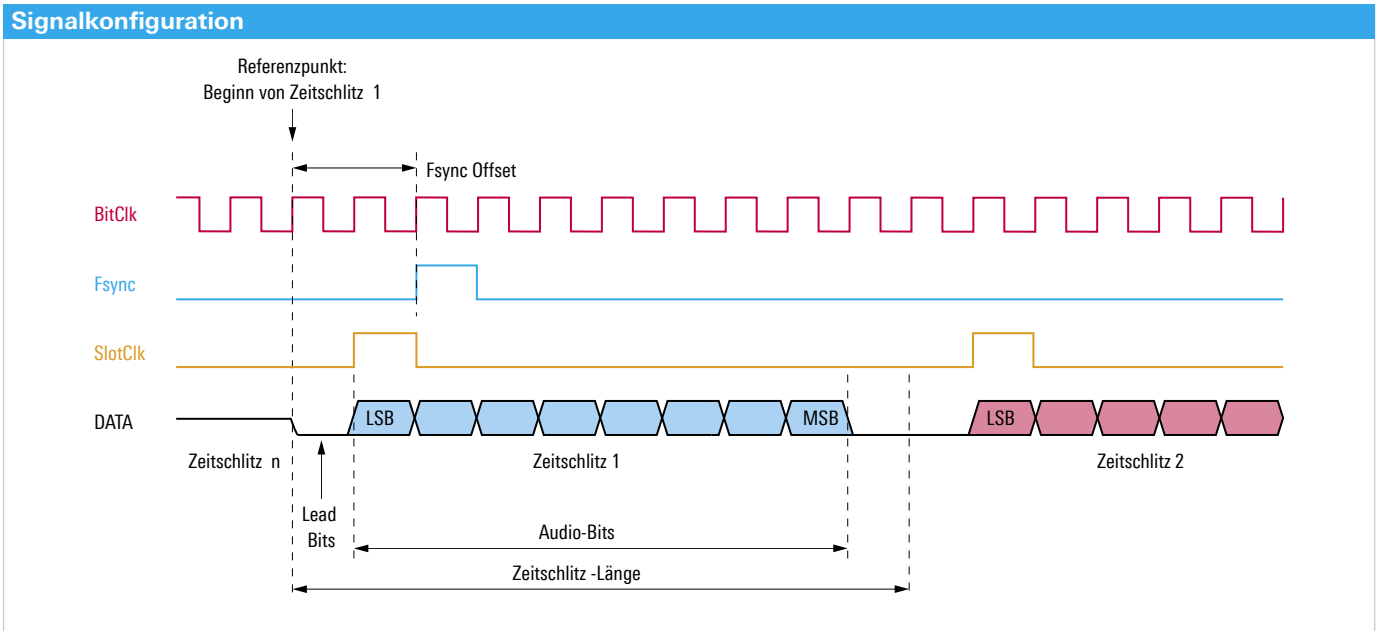 Signalkonfiguration
Referenzpunkt:
Beginn von Zeitschlitz 1
Fsync Offset
BitClk
Fsync
SlotClk
DATA
LSB
MSB
LSB
Zeitschlitz n
Zeitschlitz 1
Zeitschlitz 2
Lead
Bits
Audio-Bits
Zeitschlitz -Länge